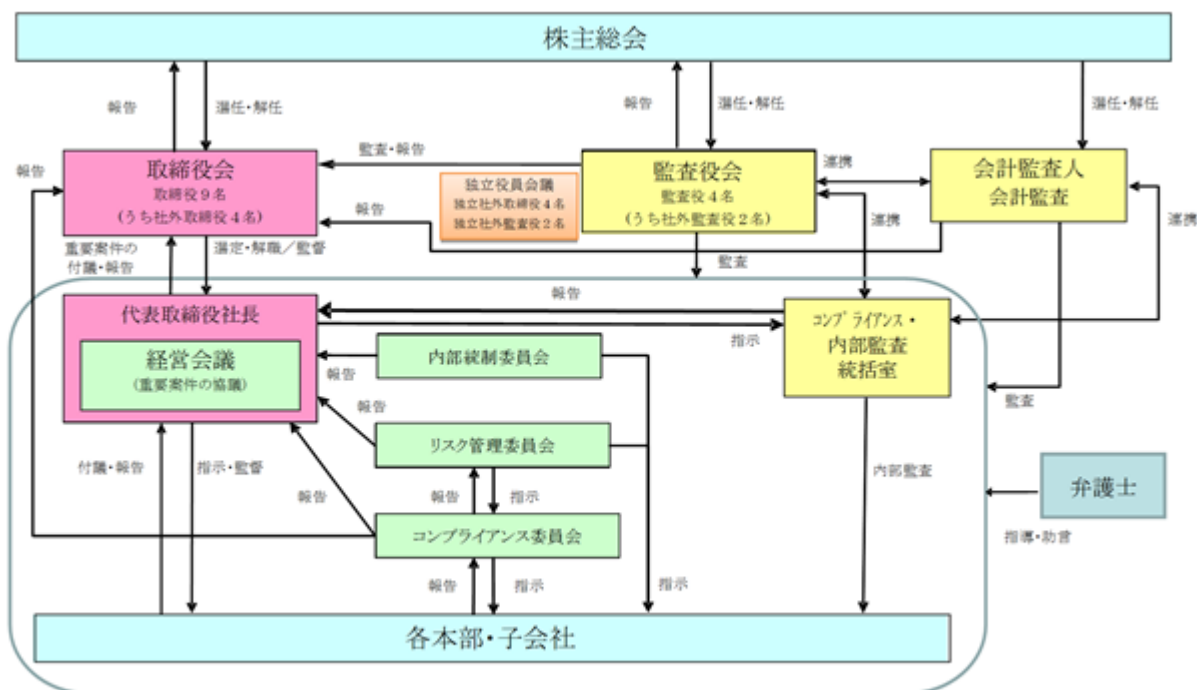 株主総会
報告
選任・解任
報告
選任・解任
選任・解任
報告
取締役会
取締役9名
(うち社外取締役4名)
監査・報告
独立役員会議
独立社外取締役4名
独立社外監査役2名
報告
監査役会
監査役4名
(うち社外監査役2名)
連携
会計監査人
会計監査
連携
連携
重要案件の
付議・報告
選定・解職/監督
監査
代表取締役社長
経営会議
(重要案件の協議)
報告
指示
コンプライアンス・
内部監査
統括室
内部統制委員会
報告
監査
報告
リスク管理委員会
付議・報告
指示・監督
報告
報告
指示
内部監査
弁護士
コンプライアンス委員会
指導・助言
報告
指示
指示
各本部・子会社